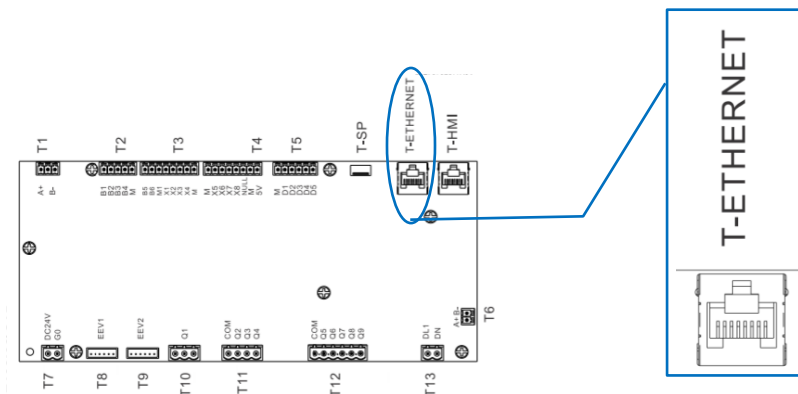 T1
T2
T3
T4
T5
T-SP
T-ETHERNET
T-HMI
A+
B-
B1
B2
B3
B4
M
B5
B6
M1
X1
X2
X3
X4
M
M
X5
X6
X7
X8
NULL
M
5V
M
D1
D2
D3
D4
D5
A+
B-
T6
DC24V
G0
EEV1
EEV2
Q1
COM
Q2
Q3
Q4
COM
Q5
Q6
Q7
Q8
Q9
DL1
DN
T7
T8
T9
T10
T11
T12
T13
T-ETHERNET